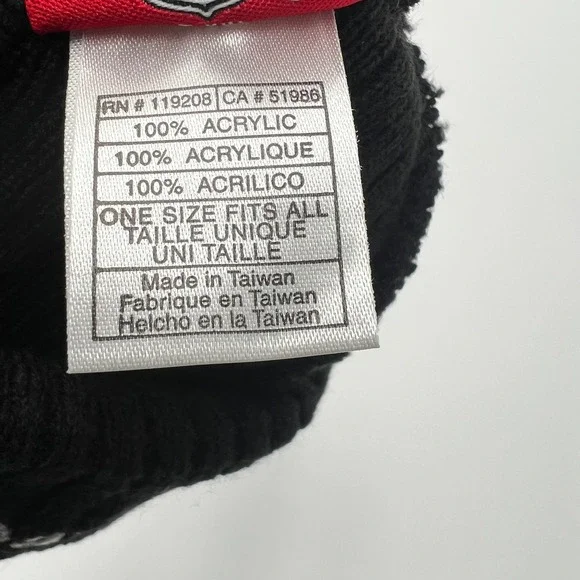 RN # 119208 CA # 51986
100% ACRYLIC
100% ACRYLIQUE
100% ACRILICO
ONE SIZE FITS ALL
TAILLE UNIQUE
UNI TAILLE
Made in Taiwan
Fabrique en Taiwan
Helcho en la Taiwan